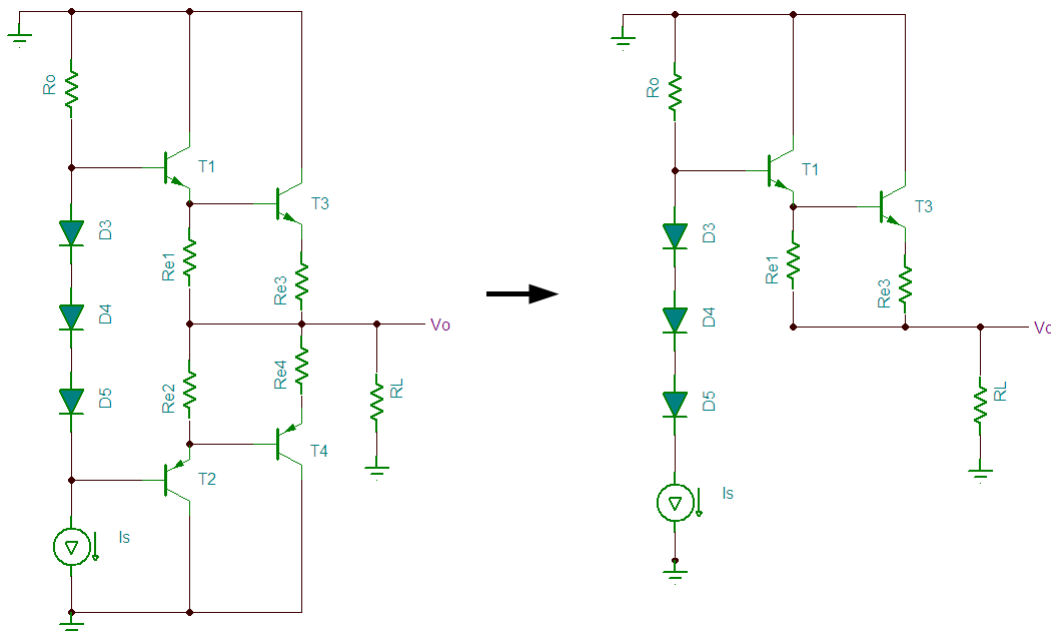 Ro
T1
T3
D3
Re1
Re3
D4
Vo
Re4
Re2
D5
RL
T4
T2
Is
Ro
T1
T3
D3
Re1
Re3
D4
Vo
RL
D5
Is